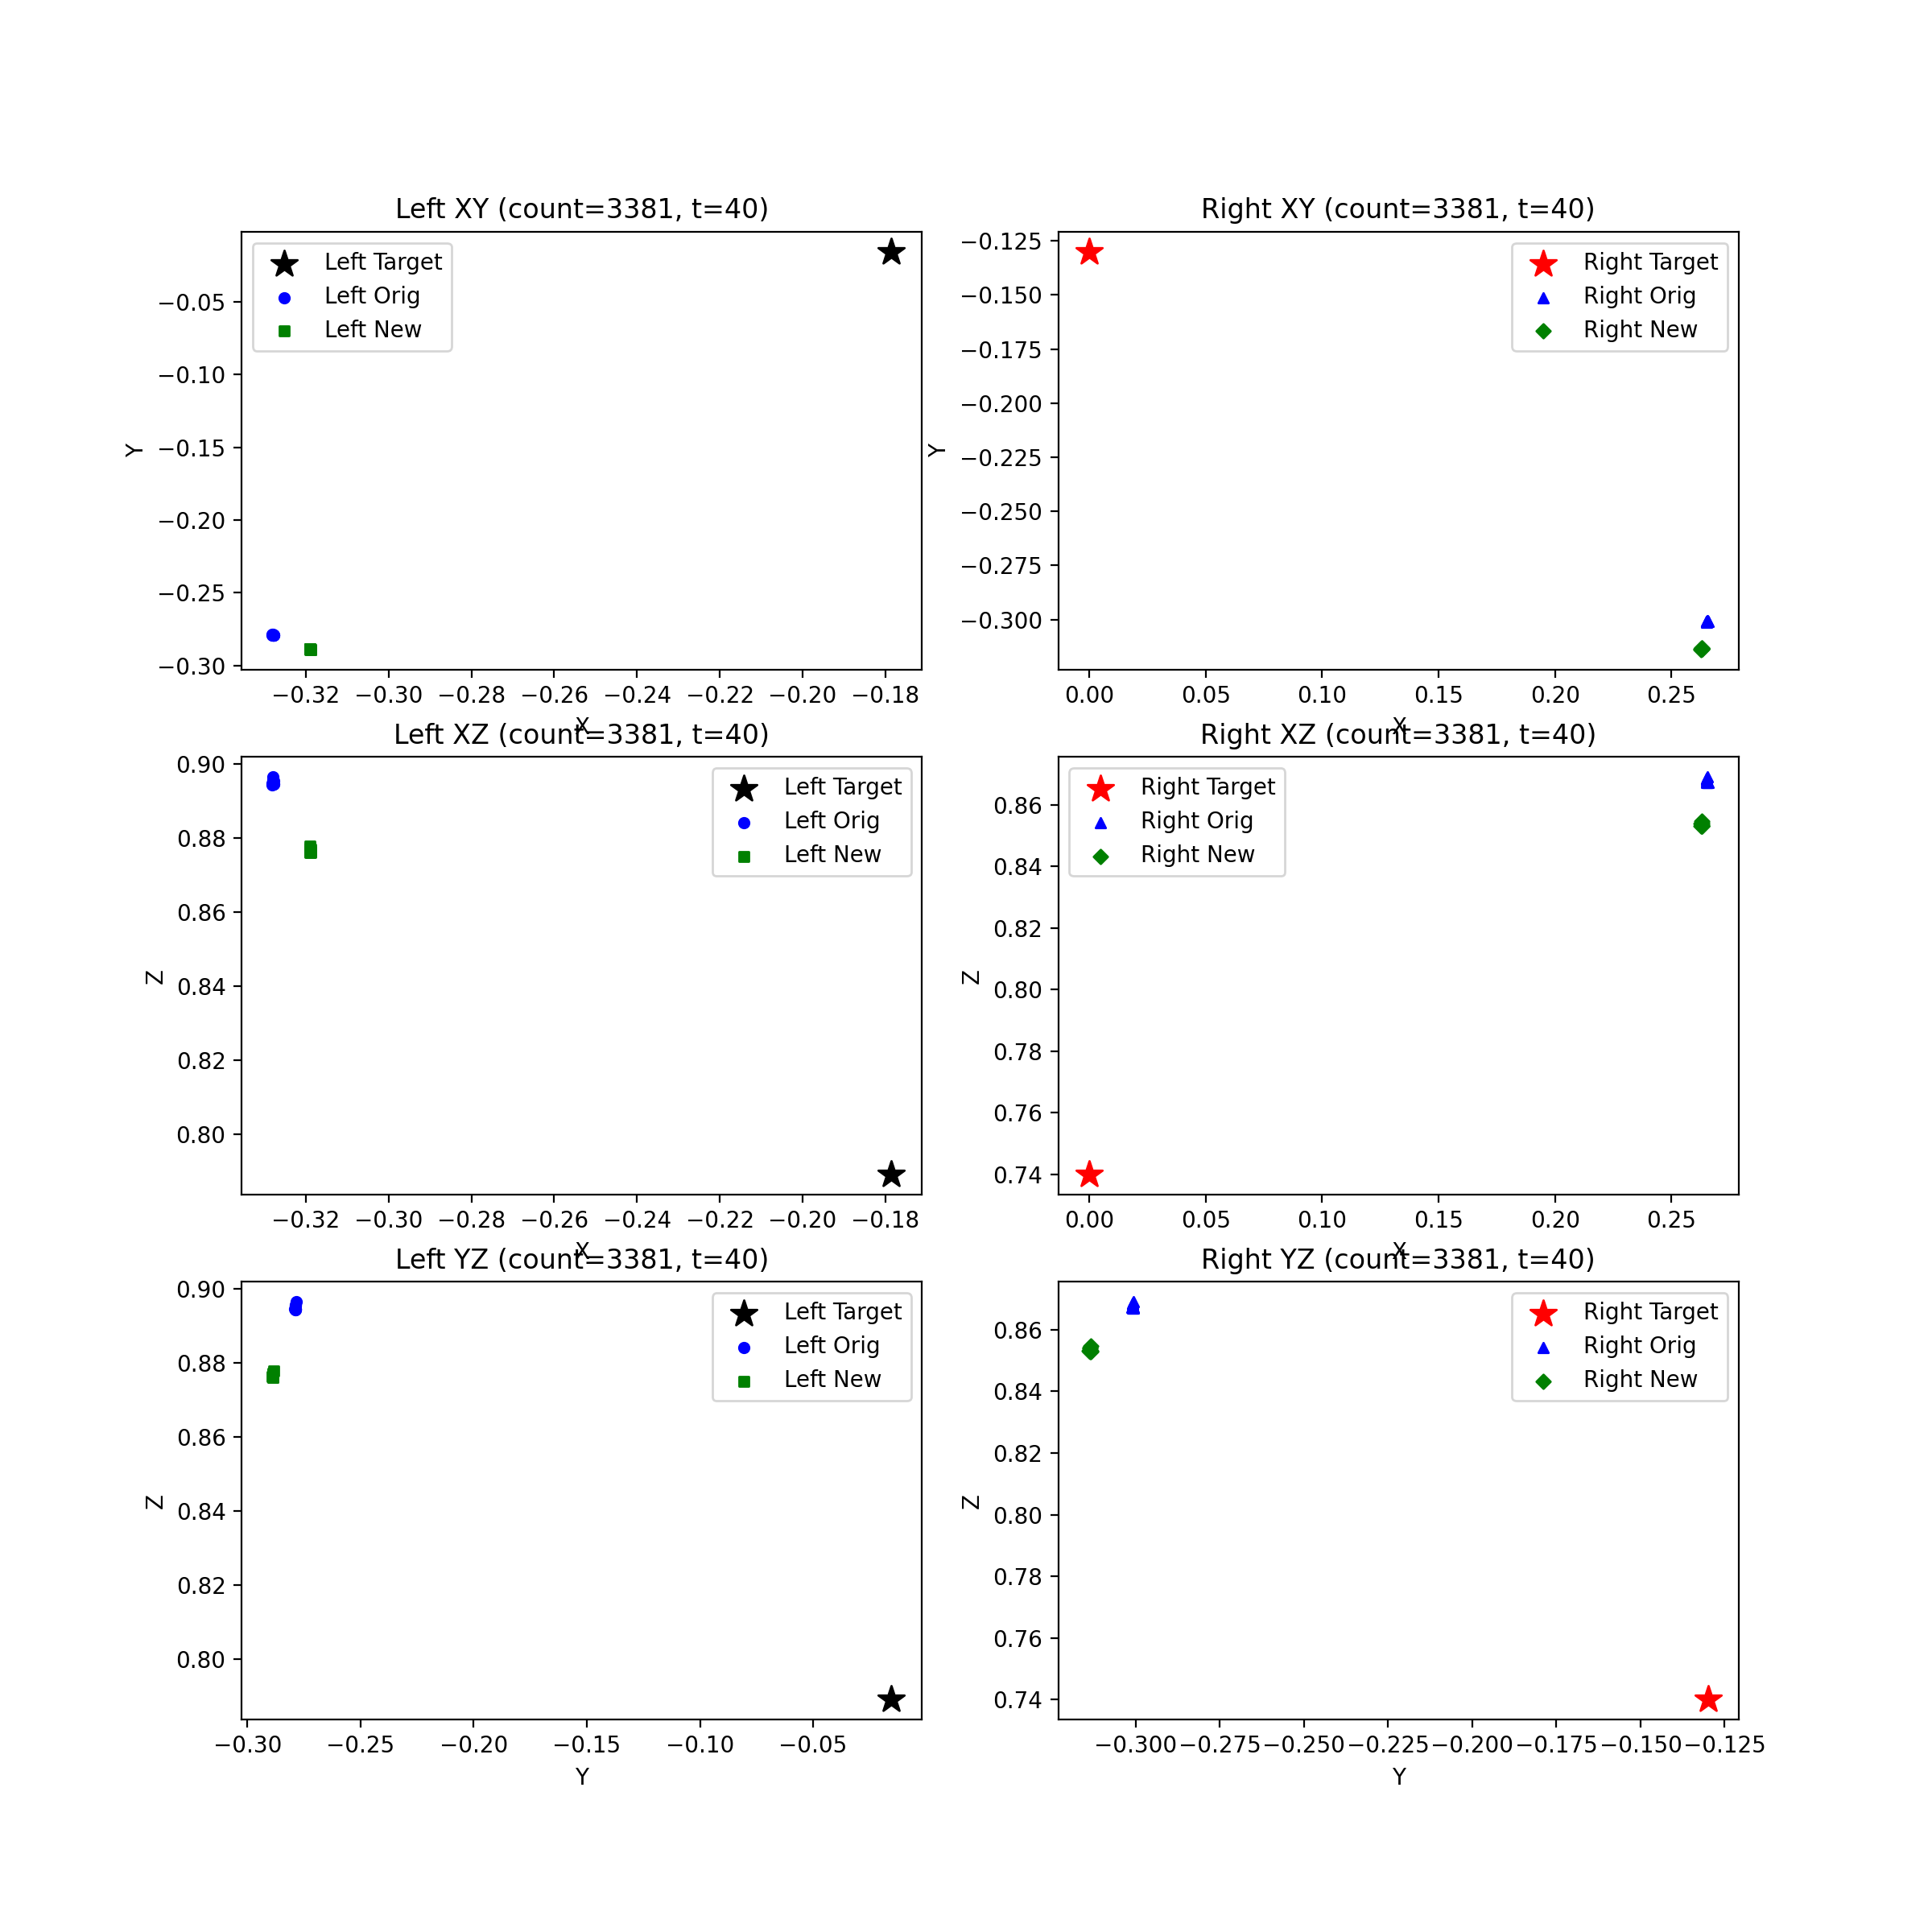 Left XY (count=3381, t=40)
Left Target
Left Orig
Left New
Y
−0.05
−0.10
−0.15
−0.20
−0.25
−0.30
−0.32 −0.30 −0.28 −0.26 −0.24 −0.22 −0.20 −0.18
X
Right XY (count=3381, t=40)
Right Target
Right Orig
Right New
Y
−0.125
−0.150
−0.175
−0.200
−0.225
−0.250
−0.275
−0.300
0.00 0.05 0.10 0.15 0.20 0.25
X
Left XZ (count=3381, t=40)
Left Target
Left Orig
Left New
Z
0.90
0.88
0.86
0.84
0.82
0.80
−0.32 −0.30 −0.28 −0.26 −0.24 −0.22 −0.20 −0.18
X
Right XZ (count=3381, t=40)
Right Target
Right Orig
Right New
Z
0.86
0.84
0.82
0.80
0.78
0.76
0.74
0.00 0.05 0.10 0.15 0.20 0.25
X
Left YZ (count=3381, t=40)
Left Target
Left Orig
Left New
Z
0.90
0.88
0.86
0.84
0.82
0.80
−0.30 −0.25 −0.20 −0.15 −0.10 −0.05
Y
Right YZ (count=3381, t=40)
Right Target
Right Orig
Right New
Z
0.86
0.84
0.82
0.80
0.78
0.76
0.74
−0.300 −0.275 −0.250 −0.225 −0.200 −0.175 −0.150 −0.125
Y